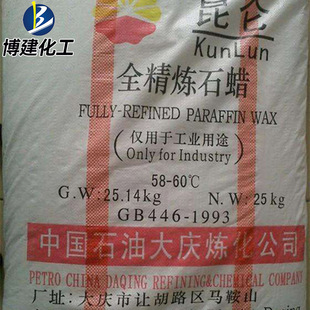 博建化工
昆仑
KunLun
全精炼石蜡
FULLY-REFINED PARAFFIN WAX
(仅用于工业用途)
(Only for Industry)
58-60℃
G.W: 25.14kg N.W: 25kg
GB446-1993
中国石油大庆炼化公司
PETRO CHINA DAQING REFINING&CHEMICAL COMPANY
厂址: 大庆市让胡路区马鞍山